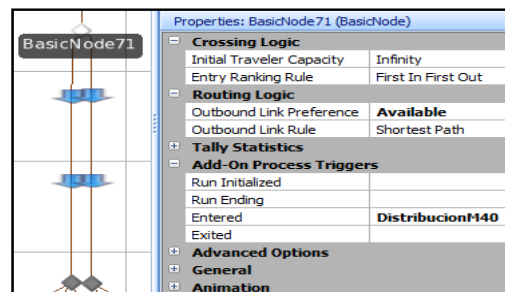 BasicNode71
Properties: BasicNode71 (BasicNode)
Crossing Logic
Initial Traveler Capacity Infinity
Entry Ranking Rule First In First Out
Routing Logic
Outbound Link Preference Available
Outbound Link Rule Shortest Path
Tally Statistics
Add-On Process Triggers
Run Initialized
Run Ending
Entered DistribucionM40
Exited
Advanced Options
General
Animation